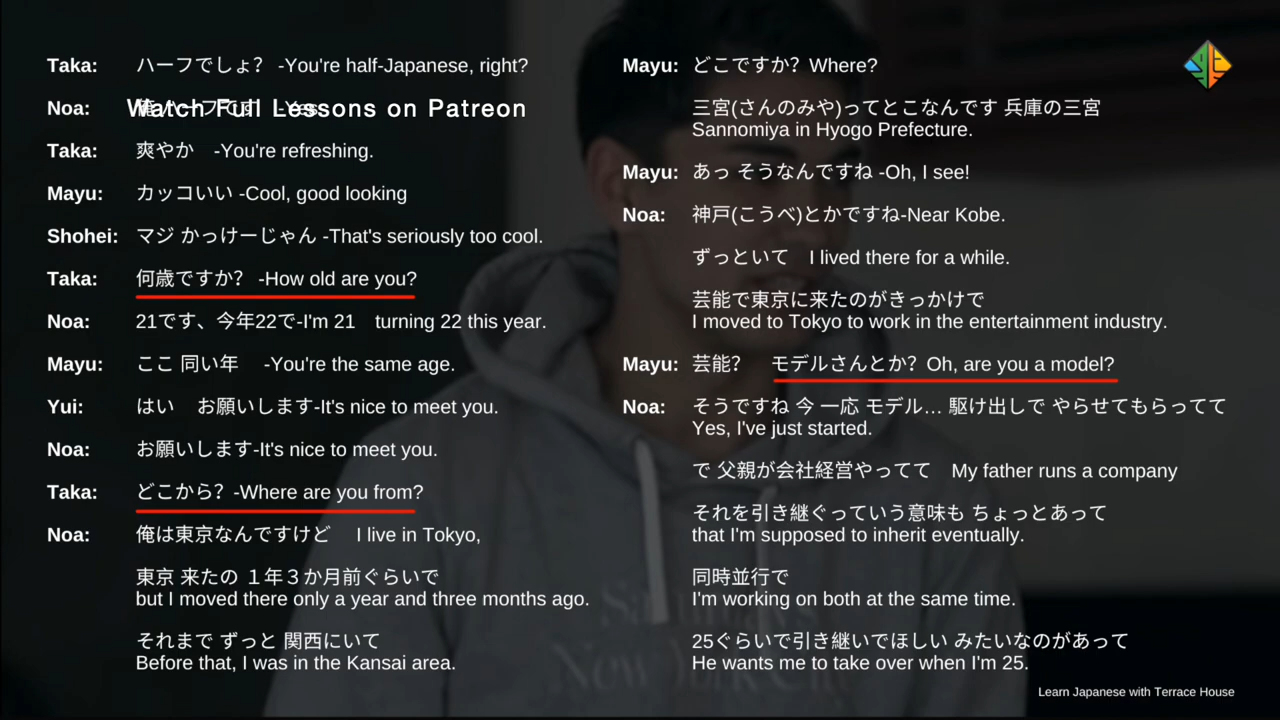 Taka: ハーフでしょ？ -You're half-Japanese, right?
Noa:
Watch Full Lessons on Patreon
Taka: 爽やか -You're refreshing.
Mayu: カッコいい -Cool, good looking
Shohei: マジ かっけーじゃん -That's seriously too cool.
Taka: 何歳ですか？ -How old are you?
Noa: 21です、今年22で-I'm 21 turning 22 this year.
Mayu: ここ 同い年 -You're the same age.
Yui: はい お願いします-It's nice to meet you.
Noa: お願いします-It's nice to meet you.
Taka: どこから？ -Where are you from?
Noa: 俺は東京なんですけど I live in Tokyo,
東京 来たの １年３か月前ぐらいで
but I moved there only a year and three months ago.
それまで ずっと 関西にいて
Before that, I was in the Kansai area.
Mayu: どこですか？ Where?
三宮(さんのみや)ってとこなんです 兵庫の三宮
Sannomiya in Hyogo Prefecture.
Mayu: あっ そうなんですね -Oh, I see!
Noa: 神戸(こうべ)とかですね-Near Kobe.
ずっといて I lived there for a while.
芸能で東京に来たのがきっかけで
I moved to Tokyo to work in the entertainment industry.
Mayu: 芸能？ モデルさんとか？ Oh, are you a model?
Noa: そうですね 今 一応 モデル… 駆け出しで やらせてもらってて
Yes, I've just started.
で 父親が会社経営やってて My father runs a company
それを引き継ぐっていう意味も ちょっとあって
that I'm supposed to inherit eventually.
同時並行で
I'm working on both at the same time.
25ぐらいで引き継いでほしい みたいなのがあって
He wants me to take over when I'm 25.
Learn Japanese with Terrace House